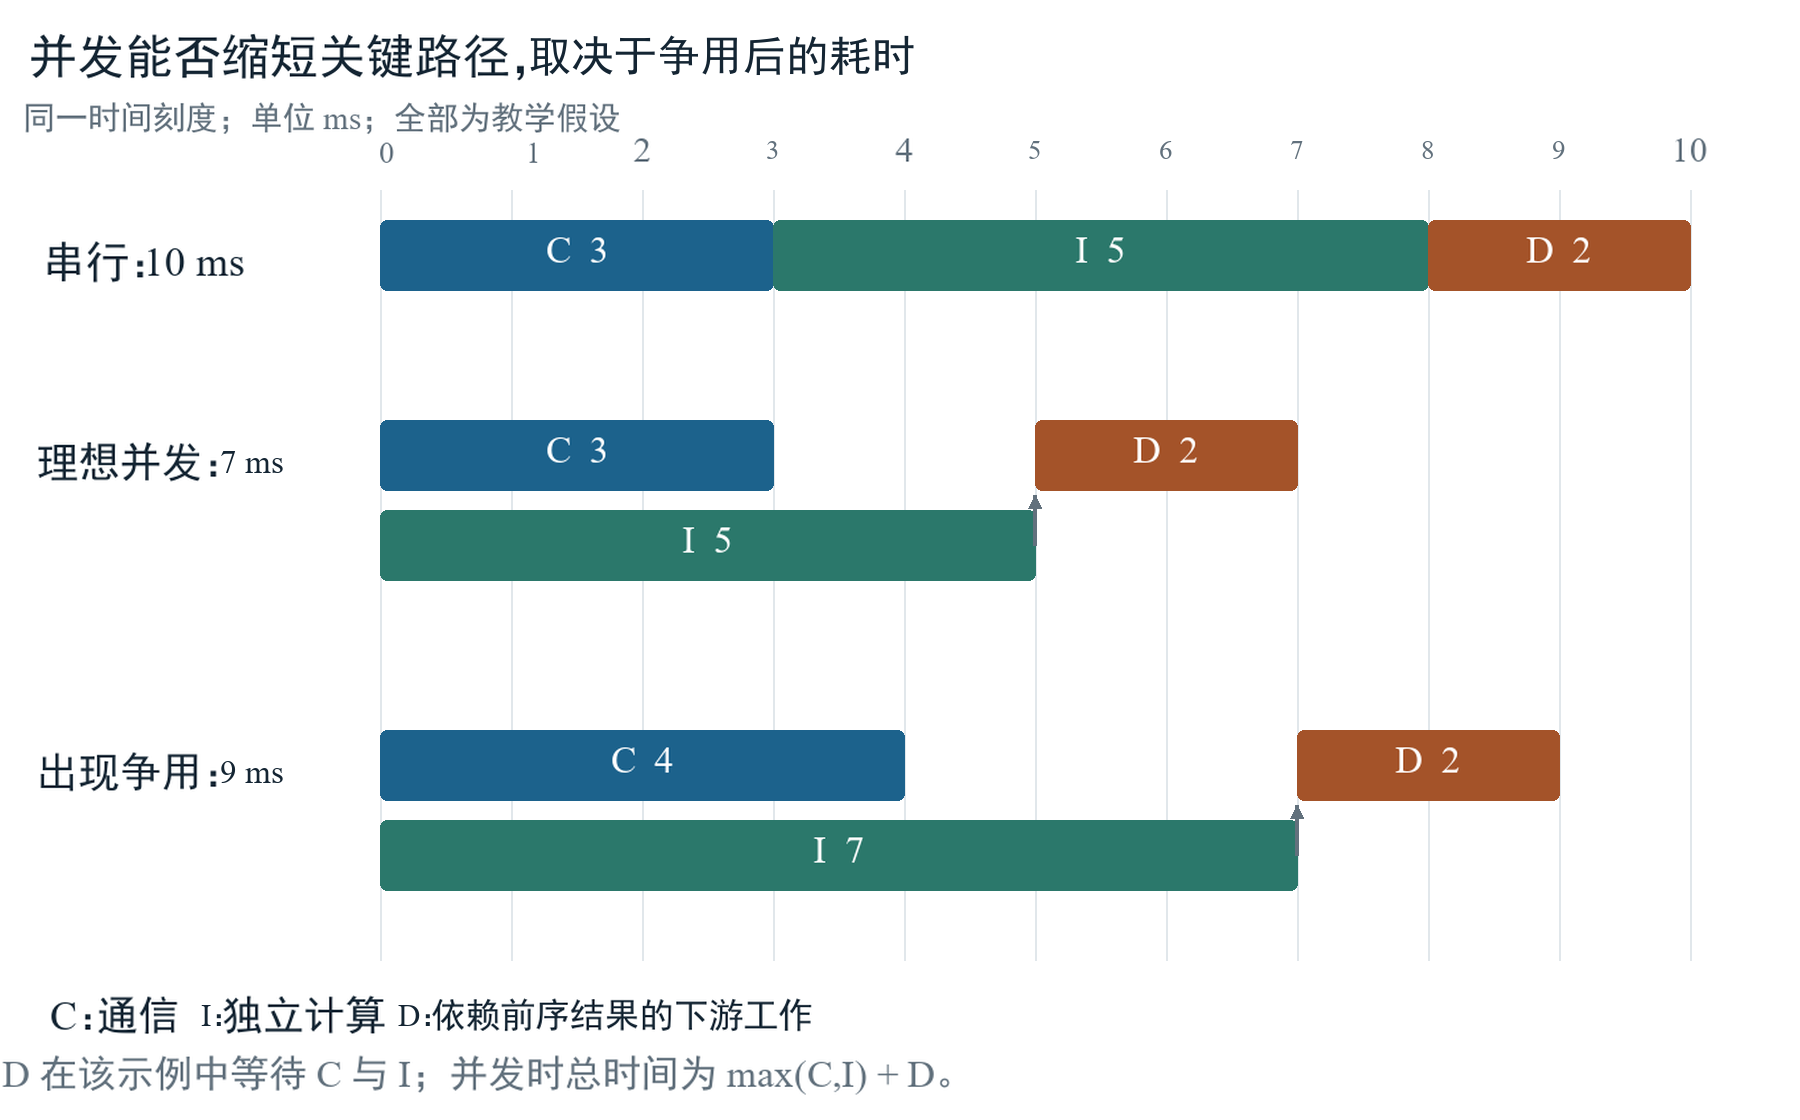 并发能否缩短关键路径,取决于争用后的耗时
同一时间刻度；单位 ms；全部为教学假设
0 1 2 3 4 5 6 7 8 9 10
串行:10 ms
C 3 I 5 D 2
理想并发:7 ms
C 3 D 2
I 5
出现争用:9 ms
C 4 D 2
I 7
C:通信 I:独立计算 D:依赖前序结果的下游工作
D 在该示例中等待 C 与 I；并发时总时间为 max(C,I) + D。